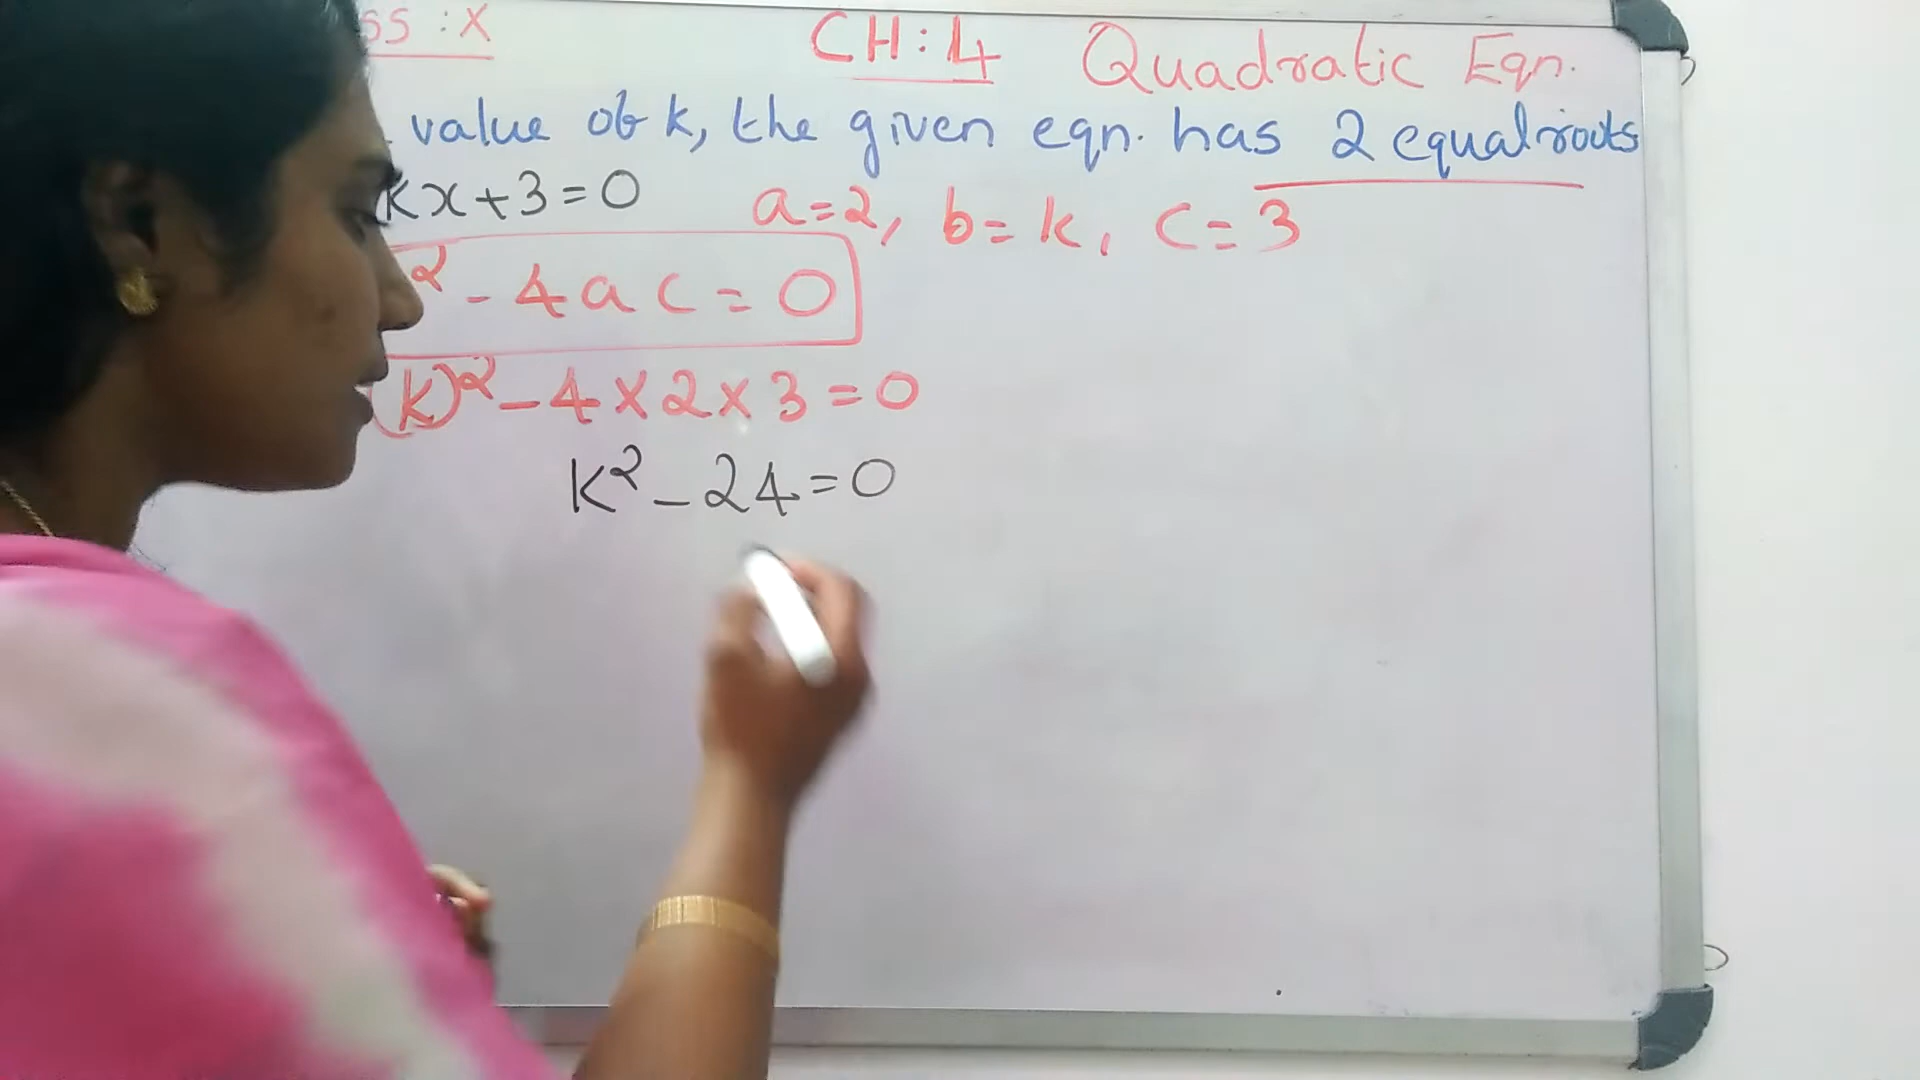 SS : X CH : 4 Quadratic Eqn.
value of k, the given eqn. has 2 equal roots
kx + 3 = 0 a = 2, b = k, c = 3
² - 4ac = 0
(k)² - 4 × 2 × 3 = 0
k² - 24 = 0